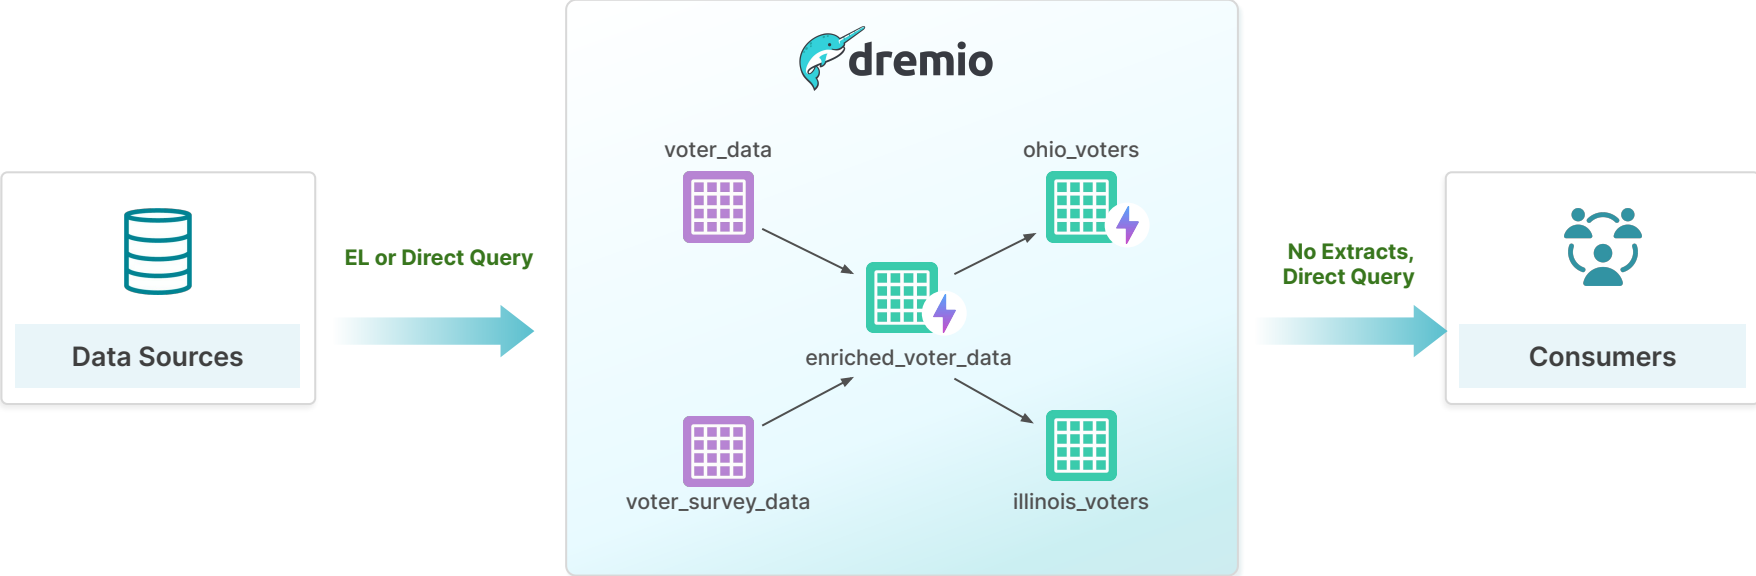 dremio
voter_data
ohio_voters
EL or Direct Query
No Extracts,
Direct Query
Data Sources
enriched_voter_data
Consumers
voter_survey_data
illinois_voters